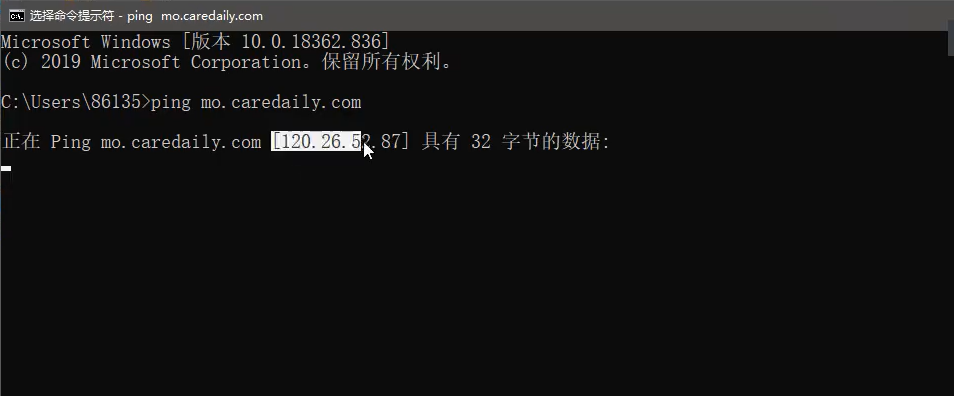 选择命令提示符 - ping  mo.caredaily.com
Microsoft Windows [版本 10.0.18362.836]
(c) 2019 Microsoft Corporation。保留所有权利。
C:\Users\86135>ping mo.caredaily.com
正在 Ping mo.caredaily.com [120.26.52.87] 具有 32 字节的数据: